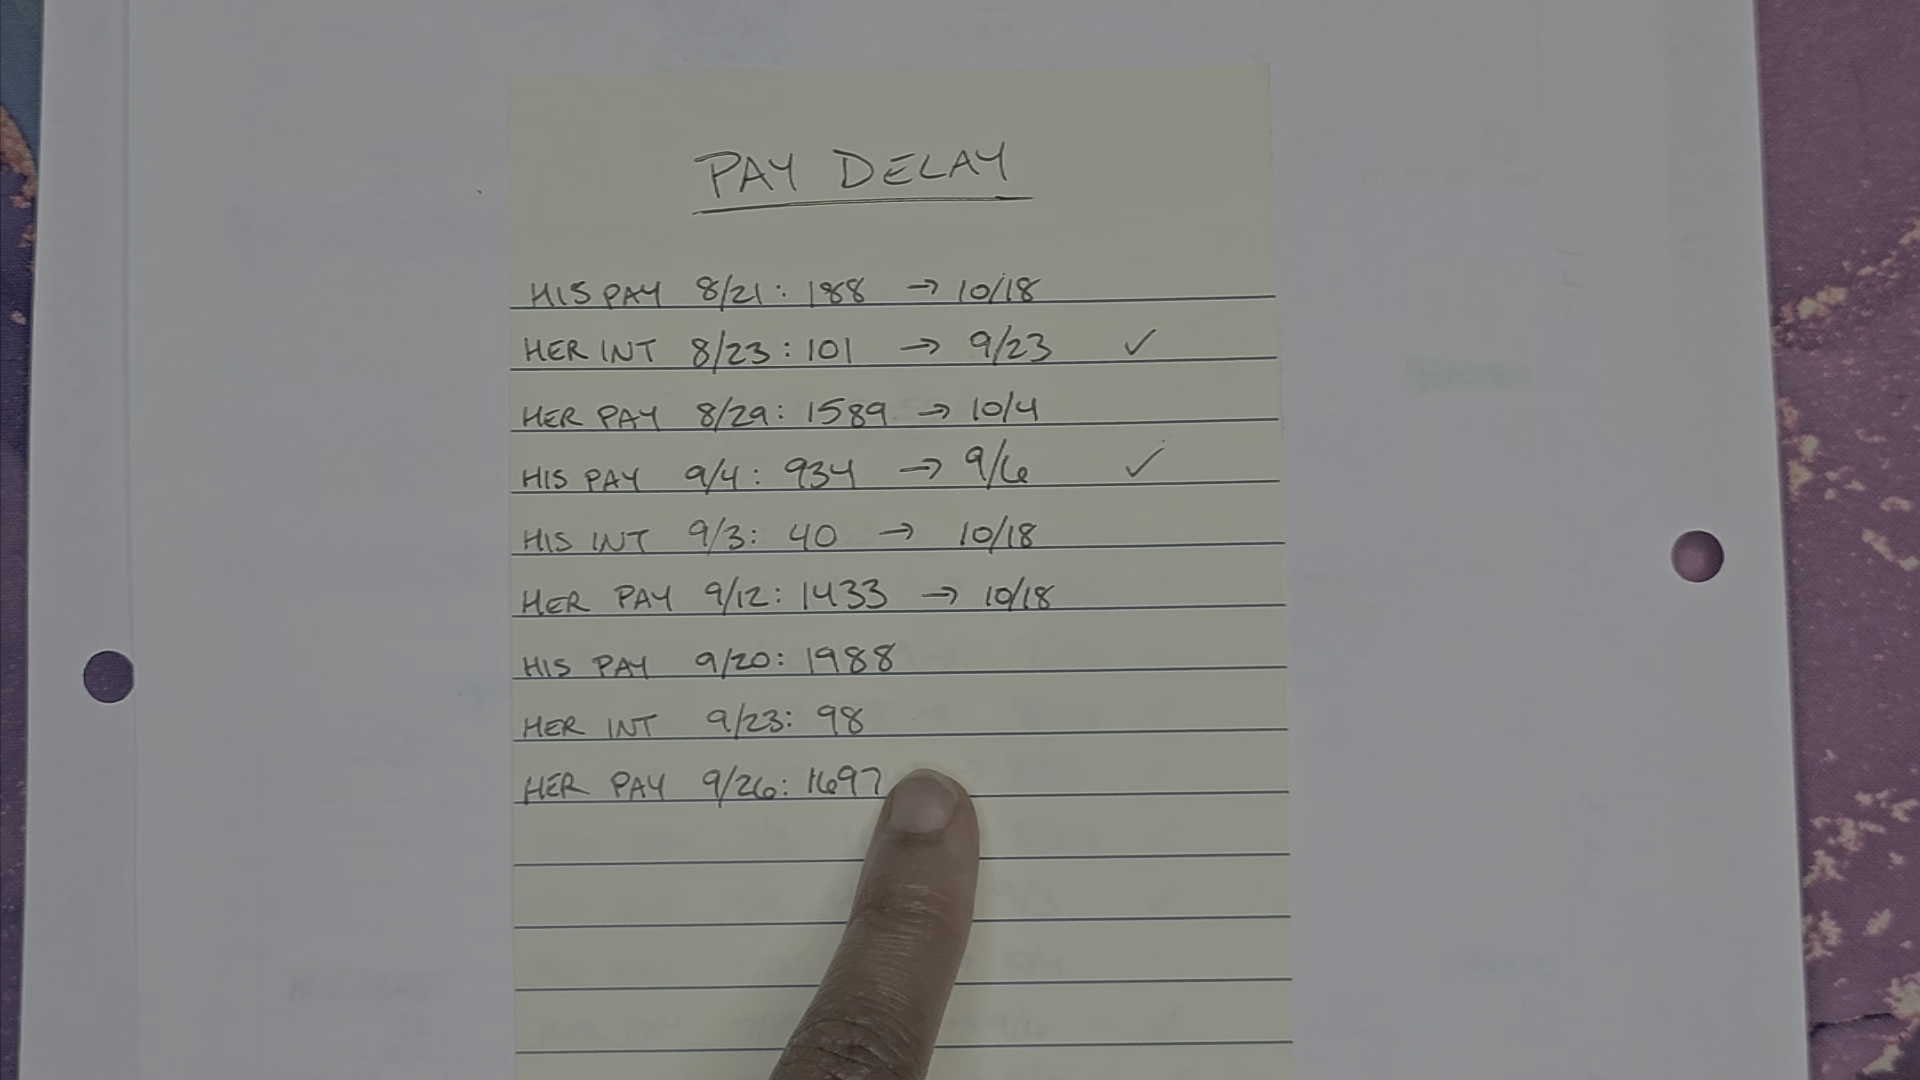 PAY DELAY
HIS PAY 8/21: 188 → 10/18
HER INT 8/23: 101 → 9/23 ✓
HER PAY 8/29: 1589 → 10/4
HIS PAY 9/4: 934 → 9/6 ✓
HIS INT 9/3: 40 → 10/18
HER PAY 9/12: 1433 → 10/18
HIS PAY 9/20: 1988
HER INT 9/23: 98
HER PAY 9/26: 1697